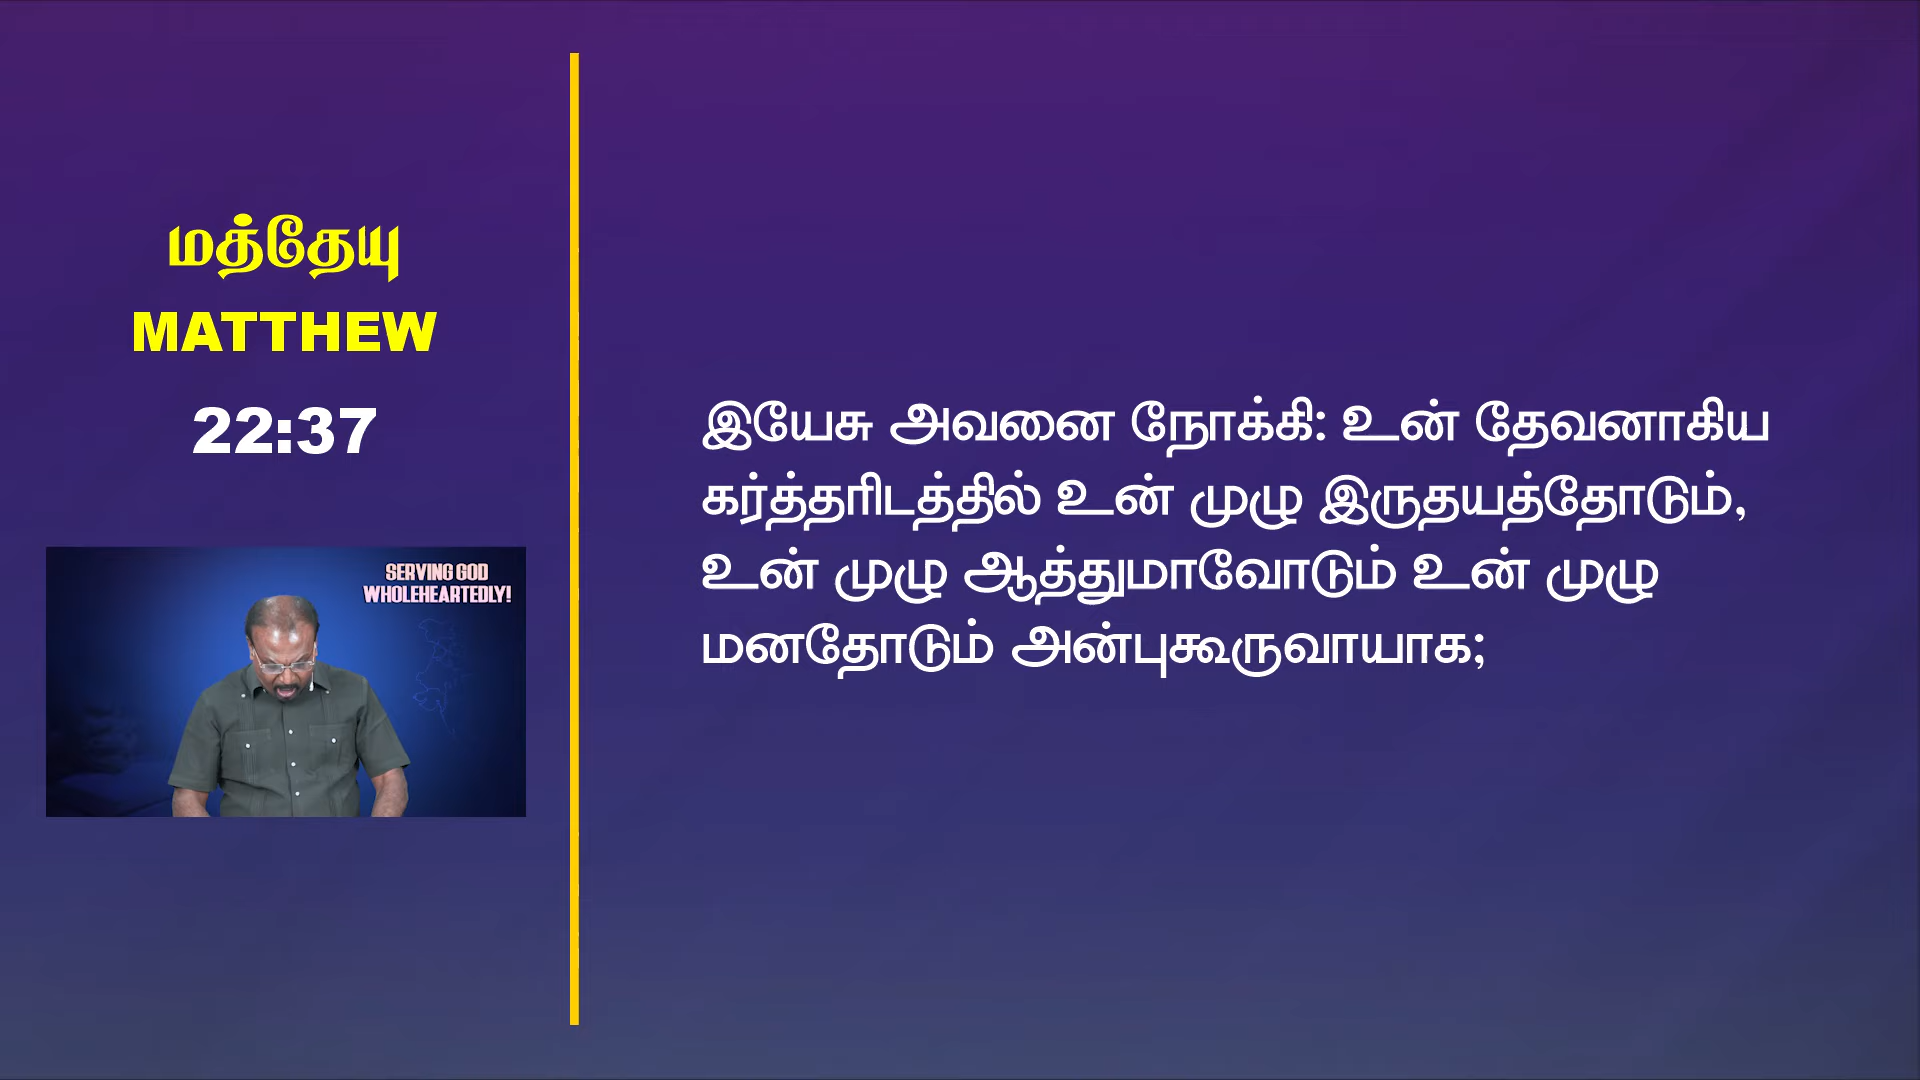 மத்தேயு
MATTHEW
22:37
SERVING GOD
WHOLEHEARTEDLY!
இயேசு அவனை நோக்கி: உன் தேவனாகிய
கர்த்தரிடத்தில் உன் முழு இருதயத்தோடும்,
உன் முழு ஆத்துமாவோடும் உன் முழு
மனதோடும் அன்புகூருவாயாக;